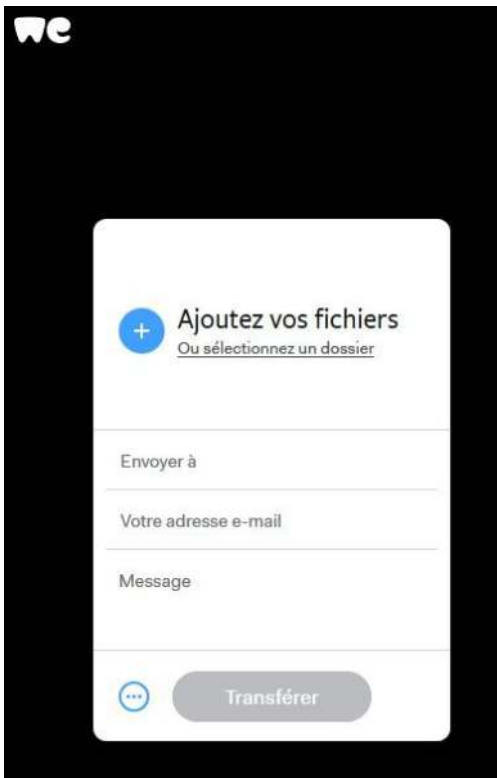 we
Ajoutez vos fichiers
Ou sélectionnez un dossier
Envoyer à
Votre adresse e-mail
Message
Transférer